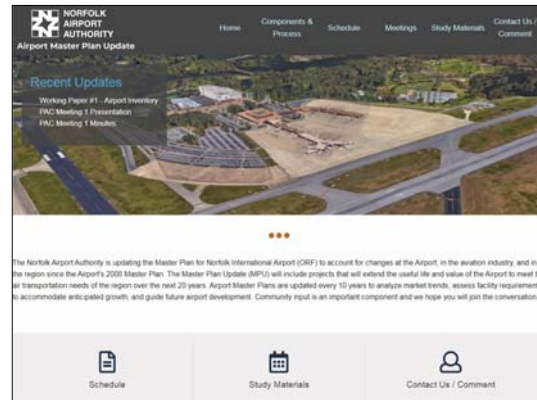 NORFOLK
AIRPORT
AUTHORITY
Airport Master Plan Update
Home
Components &
Process
Schedule
Meetings
Study Materials
Contact Us /
Comment
Recent Updates
Working Paper #1 - Airport Inventory
PAC Meeting 1 Presentation
PAC Meeting 1 Minutes
The Norfolk Airport Authority is updating the Master Plan for Norfolk International Airport (ORF) to account for changes at the Airport, in the aviation industry, and in
the region since the Airport's 2008 Master Plan. The Master Plan Update (MPU) will include projects that will extend the useful life and value of the Airport to meet t
air transportation needs of the region over the next 20 years. Airport Master Plans are updated every 10 years to analyze market trends, assess facility requirement
to accommodate anticipated growth, and guide future airport development. Community input is an important component and we hope you will join the conversation
Schedule
Study Materials
Contact Us / Comment